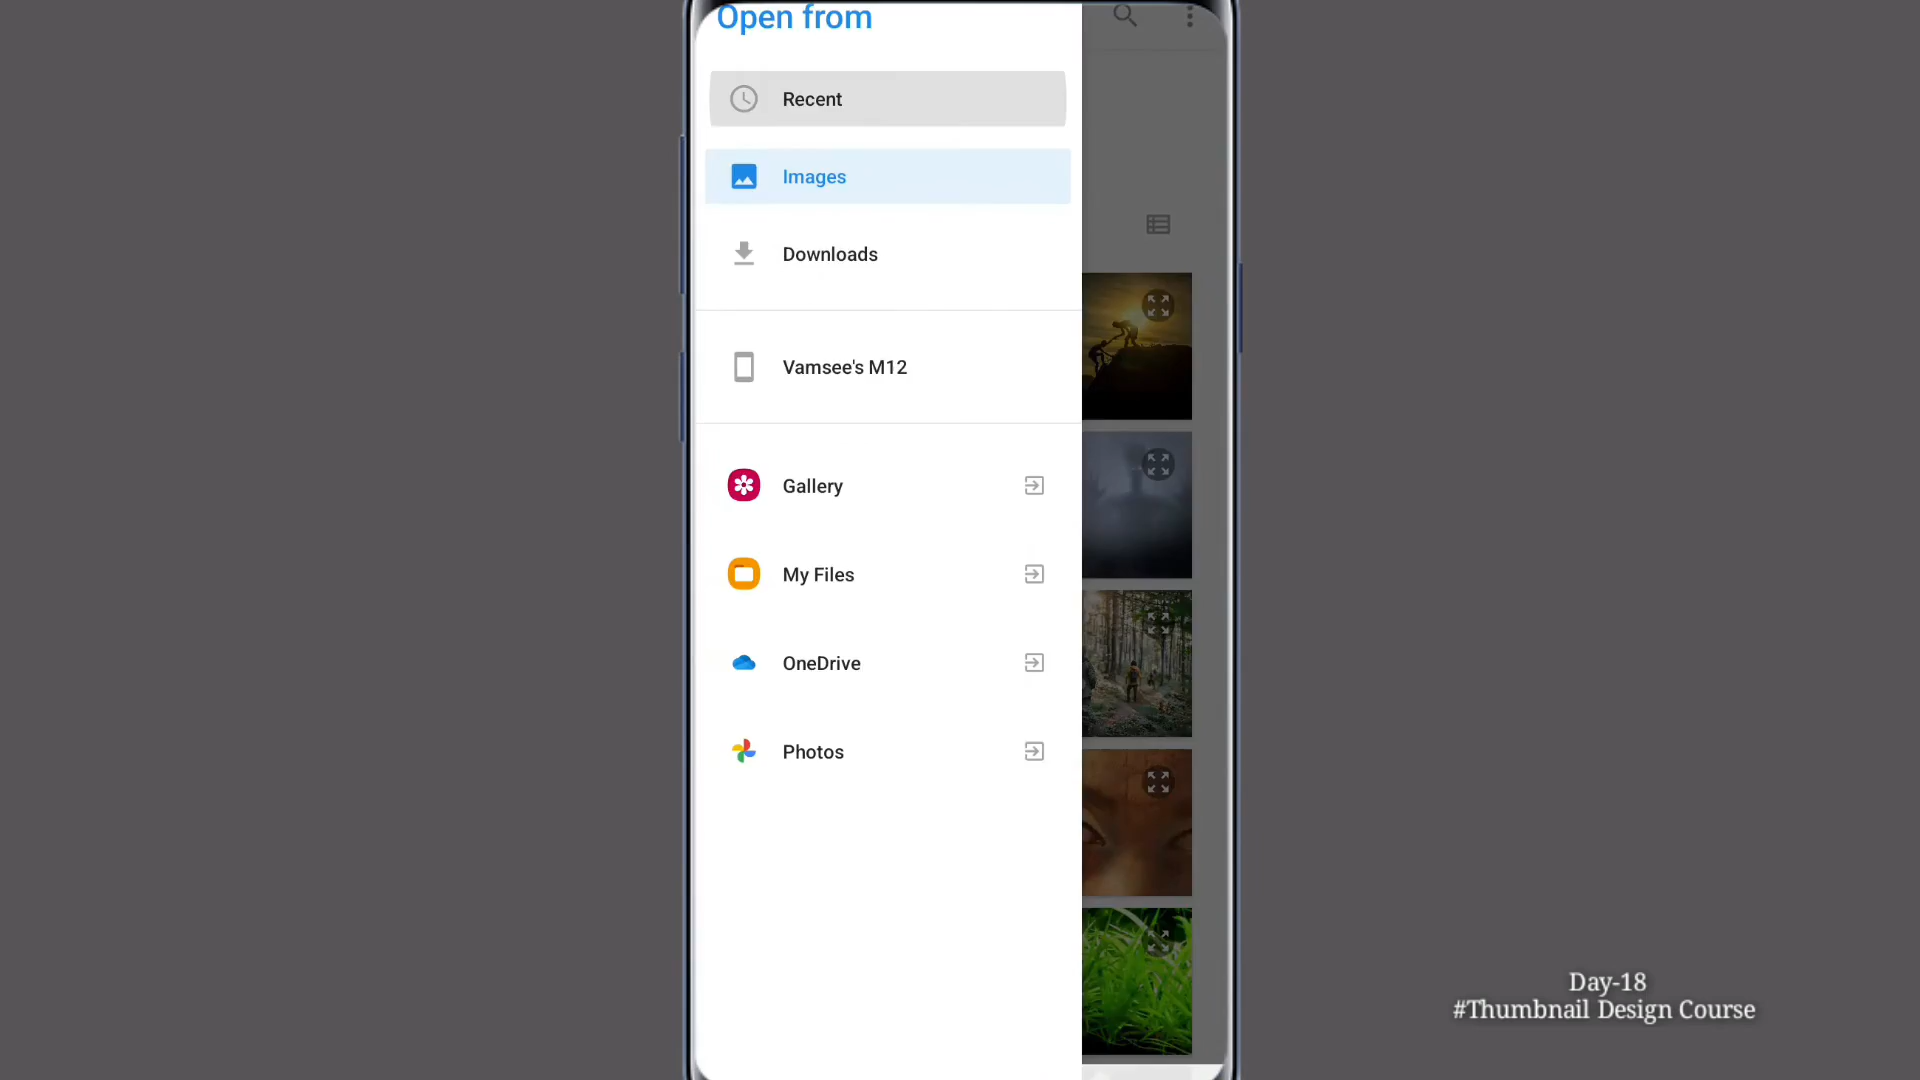 Open from
Recent
Images
Downloads
Vamsee's M12
Gallery
My Files
OneDrive
Photos
Day-18
#Thumbnail Design Course